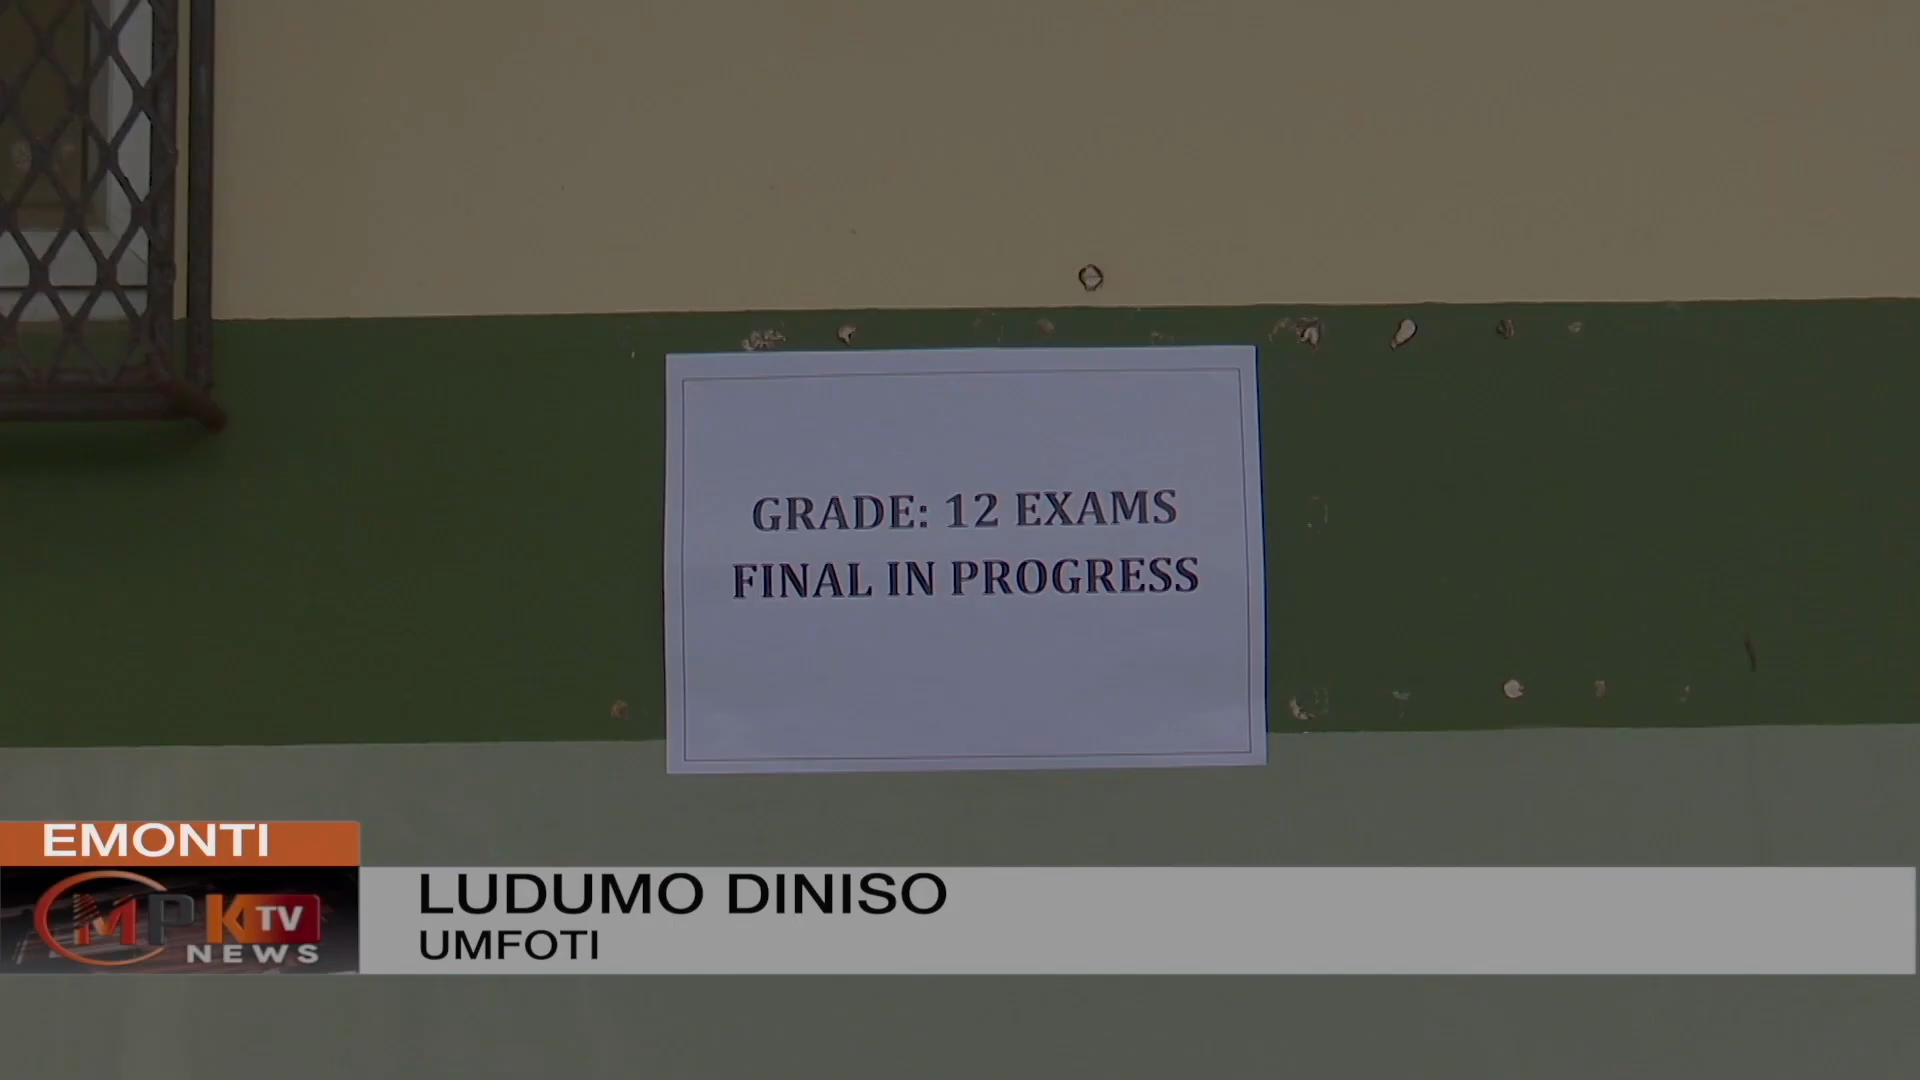 GRADE: 12 EXAMS
FINAL IN PROGRESS
EMONTI
MPK TV
NEWS
LUDUMO DINISO
UMFOTI